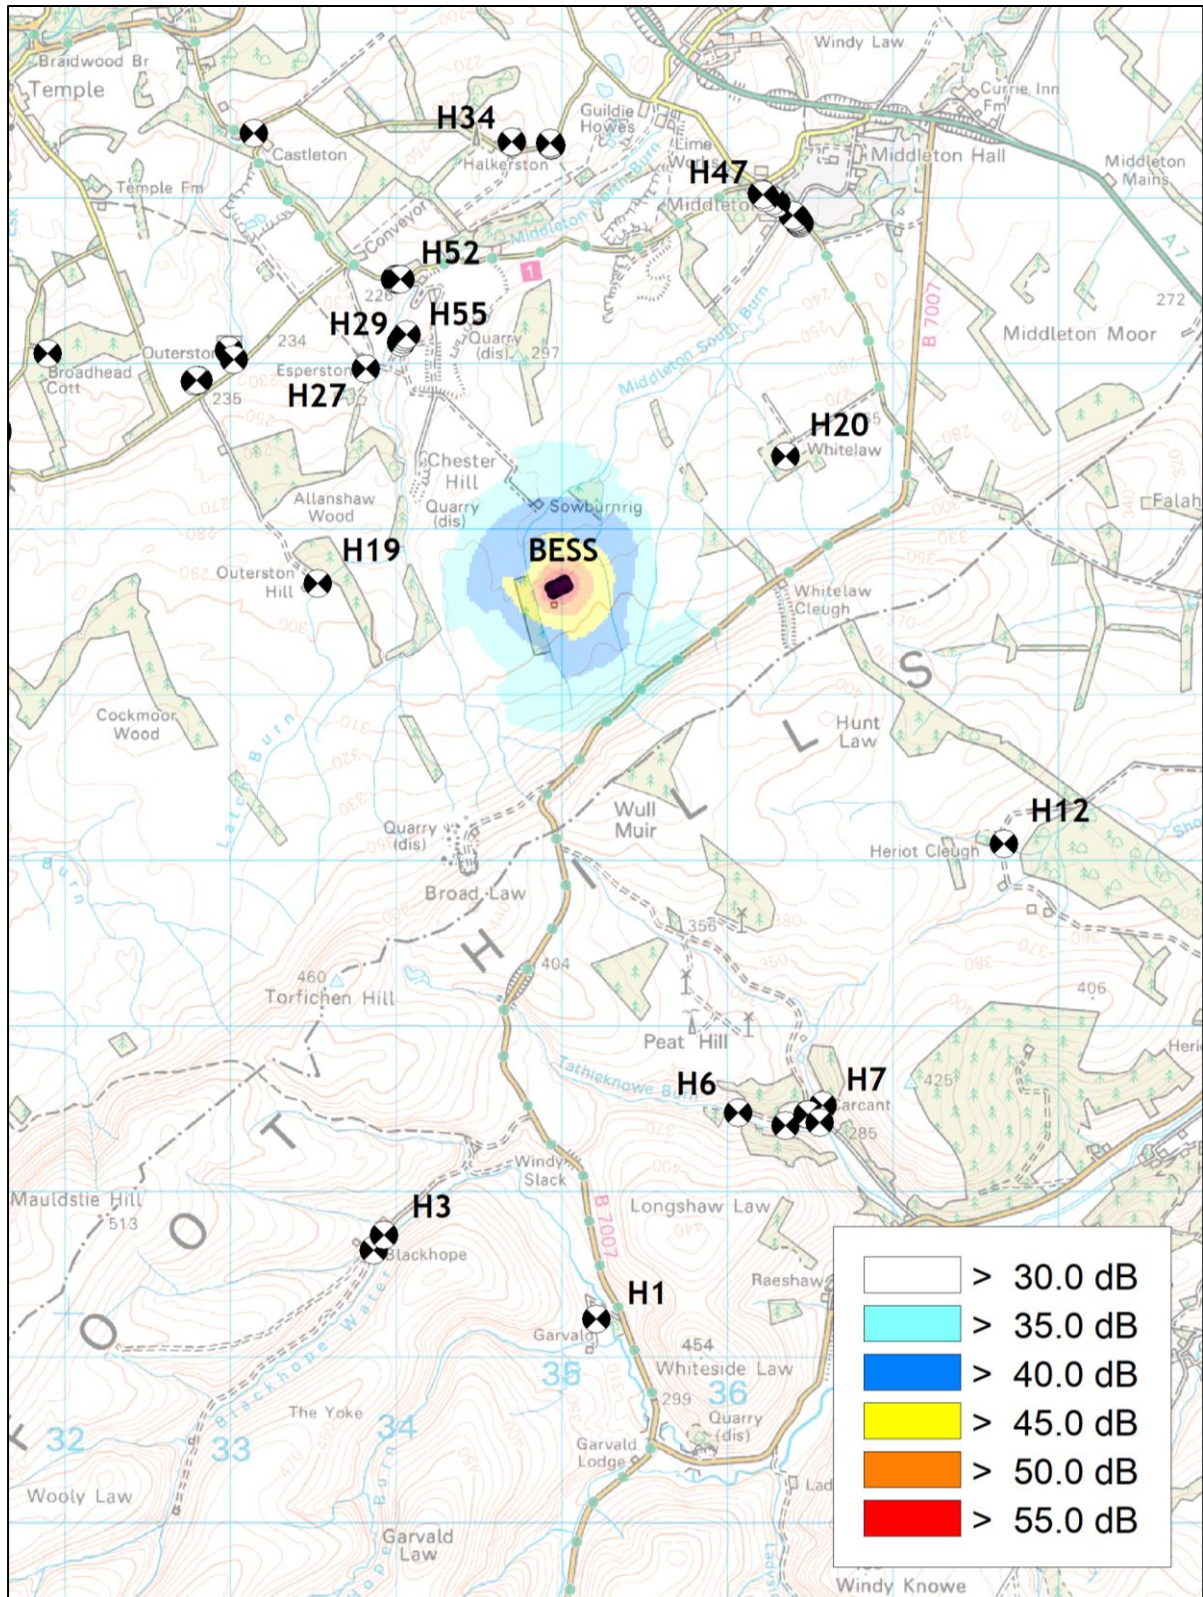 Windy Law
Braidwood Br
Temple
Currie Inn
Fm
Guildie
Howes
H34
Castleton
Halkerston
Lime
Works
Middleton Hall
Middleton
Mains
H47
Temple Fm
Middleton North Burn
Middleton
Conveyor
A 7
H52
1
226
272
H29
H55
B 7007
Middleton Moor
Outerston
234
Quarry
(dis)
297
Esperston
Broadhead
Cott
235
H27
Middleton South Burn
H20
Whitelaw
Chester
Hill
Allanshaw
Wood
Quarry
(dis)
Sowburnrig
H19
BESS
Outerston
Hill
Whitelaw
Cleugh
S
Cockmoor
Wood
Hunt
Law
L
Latch Burn
L
Wull
Muir
H12
Quarry
(dis)
Heriot Cleugh
Burn
I
Broad Law
356
H
404
460
Torfichen Hill
406
Peat Hill
Tathieknowe Burn
H6
H7
425
Carcant
285
T
Windy
Slack
Mauldslie Hill
513
H3
Longshaw Law
O
B 7007
Blackhope
Raeshaw
H1
O
Garvald
454
Whiteside Law
35
36
299
Blackhope Water
The Yoke
34
Quarry
(dis)
32
33
Garvald
Lodge
Wooly Law
Garvald
Law
Windy Knowe
> 30.0 dB
> 35.0 dB
> 40.0 dB
> 45.0 dB
> 50.0 dB
> 55.0 dB